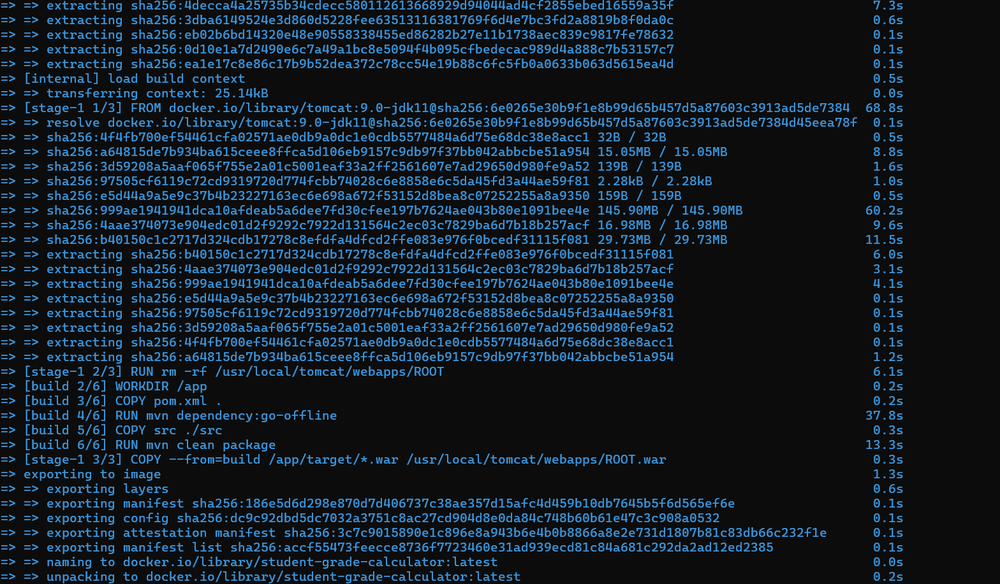 => => extracting sha256:4decca4a25735b34cdecc580112613668929d94044ad4cf2855ebed16559a35f 7.3s
=> => extracting sha256:3dba6149524e3d860d5228fee63513116381769f6d4e7bc3fd2a8819b8f0da0c 0.6s
=> => extracting sha256:eb02b6bd14320e48e90558338455ed86282b27e11b1738aec839c9817fe78632 0.1s
=> => extracting sha256:0d10e1a7d2490e6c7a49a1bc8e5094f4b095cfbedecac989d4a888c7b53157c7 0.1s
=> => extracting sha256:ea1e17c8e86c17b9b52dea372c78cc54e19b88c6fc5fb0a0633b063d5615ea4d 0.1s
=> [internal] load build context 0.5s
=> => transferring context: 25.14kB 0.0s
=> [stage-1 1/3] FROM docker.io/library/tomcat:9.0-jdk11@sha256:6e0265e30b9f1e8b99d65b457d5a87603c3913ad5de7384 68.8s
=> => resolve docker.io/library/tomcat:9.0-jdk11@sha256:6e0265e30b9f1e8b99d65b457d5a87603c3913ad5de7384d45eea78f 0.1s
=> => sha256:4f4fb700ef54461cfa02571ae0db9a0dc1e0cdb5577484a6d75e68dc38e8acc1 32B / 32B 0.5s
=> => sha256:a64815de7b934ba615ceee8ffca5d106eb9157c9db97f37bb042abbcbe51a954 15.05MB / 15.05MB 8.8s
=> => sha256:3d59208a5aaf065f755e2a01c5001eaf33a2ff2561607e7ad29650d980fe9a52 139B / 139B 1.6s
=> => sha256:97505cf6119c72cd9319720d774fcbb74028c6e8858e6c5da45fd3a44ae59f81 2.28kB / 2.28kB 1.0s
=> => sha256:e5d44a9a5e9c37b4b23227163ec6e698a672f53152d8bea8c07252255a8a9350 159B / 159B 0.5s
=> => sha256:999ae1941941dca10afdeab5a6dee7fd30cfee197b7624ae043b80e1091bee4e 145.90MB / 145.90MB 60.2s
=> => sha256:4aae374073e904edc01d2f9292c7922d131564c2ec03c7829ba6d7b18b257acf 16.98MB / 16.98MB 9.6s
=> => sha256:b40150c1c2717d324cdb17278c8efdfa4dfcd2ffe083e976f0bcedf31115f081 29.73MB / 29.73MB 11.5s
=> => extracting sha256:b40150c1c2717d324cdb17278c8efdfa4dfcd2ffe083e976f0bcedf31115f081 6.0s
=> => extracting sha256:4aae374073e904edc01d2f9292c7922d131564c2ec03c7829ba6d7b18b257acf 3.1s
=> => extracting sha256:999ae1941941dca10afdeab5a6dee7fd30cfee197b7624ae043b80e1091bee4e 4.1s
=> => extracting sha256:e5d44a9a5e9c37b4b23227163ec6e698a672f53152d8bea8c07252255a8a9350 0.1s
=> => extracting sha256:97505cf6119c72cd9319720d774fcbb74028c6e8858e6c5da45fd3a44ae59f81 0.1s
=> => extracting sha256:3d59208a5aaf065f755e2a01c5001eaf33a2ff2561607e7ad29650d980fe9a52 0.1s
=> => extracting sha256:4f4fb700ef54461cfa02571ae0db9a0dc1e0cdb5577484a6d75e68dc38e8acc1 0.1s
=> => extracting sha256:a64815de7b934ba615ceee8ffca5d106eb9157c9db97f37bb042abbcbe51a954 1.2s
=> [stage-1 2/3] RUN rm -rf /usr/local/tomcat/webapps/ROOT 6.1s
=> [build 2/6] WORKDIR /app 0.2s
=> [build 3/6] COPY pom.xml . 0.2s
=> [build 4/6] RUN mvn dependency:go-offline 37.8s
=> [build 5/6] COPY src ./src 0.3s
=> [build 6/6] RUN mvn clean package 13.3s
=> [stage-1 3/3] COPY --from=build /app/target/*.war /usr/local/tomcat/webapps/ROOT.war 0.3s
=> exporting to image 1.3s
=> => exporting layers 0.6s
=> => exporting manifest sha256:186e5d6d298e870d7d406737c38ae357d15afc4d459b10db7645b5f6d565ef6e 0.1s
=> => exporting config sha256:dc9c92dbd5dc7032a3751c8ac27cd904d8e0da84c748b60b61e47c3c908a0532 0.1s
=> => exporting attestation manifest sha256:3c7c9015890e1c896e8a943b6e4b0b8866a8e2e731d1807b81c83db66c232f1e 0.1s
=> => exporting manifest list sha256:accf55473feecce8736f7723460e31ad939ecd81c84a681c292da2ad12ed2385 0.1s
=> => naming to docker.io/library/student-grade-calculator:latest 0.0s
=> => unpacking to docker.io/library/student-grade-calculator:latest 0.2s